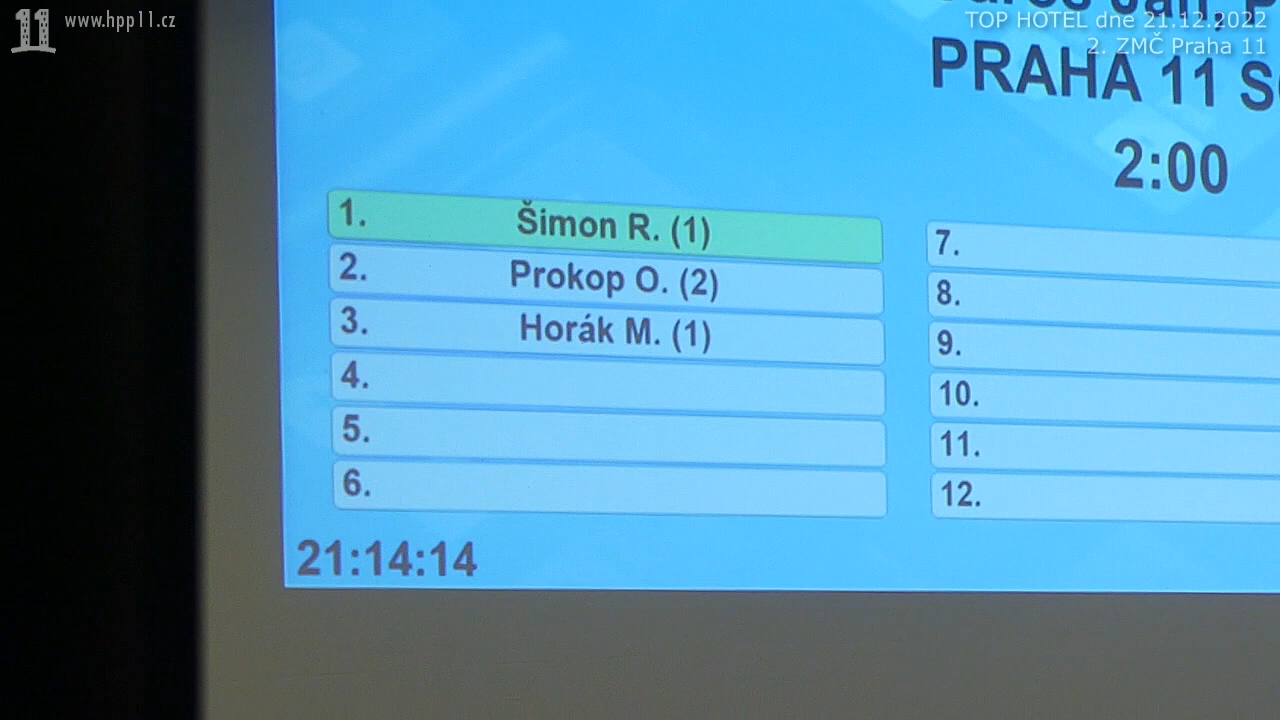 11 www.hpp11.cz
TOP HOTEL dne 21.12.2022
2. ZMČ Praha 11
PRAHA 11
2:00
1. Šimon R. (1)
2. Prokop O. (2)
3. Horák M. (1)
4.
5.
6.
7.
8.
9.
10.
11.
12.
21:14:14